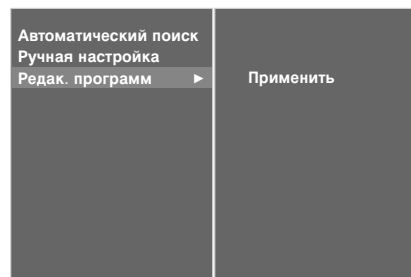 Автоматический поиск
Ручная настройка
Редак. программ ►
Применить